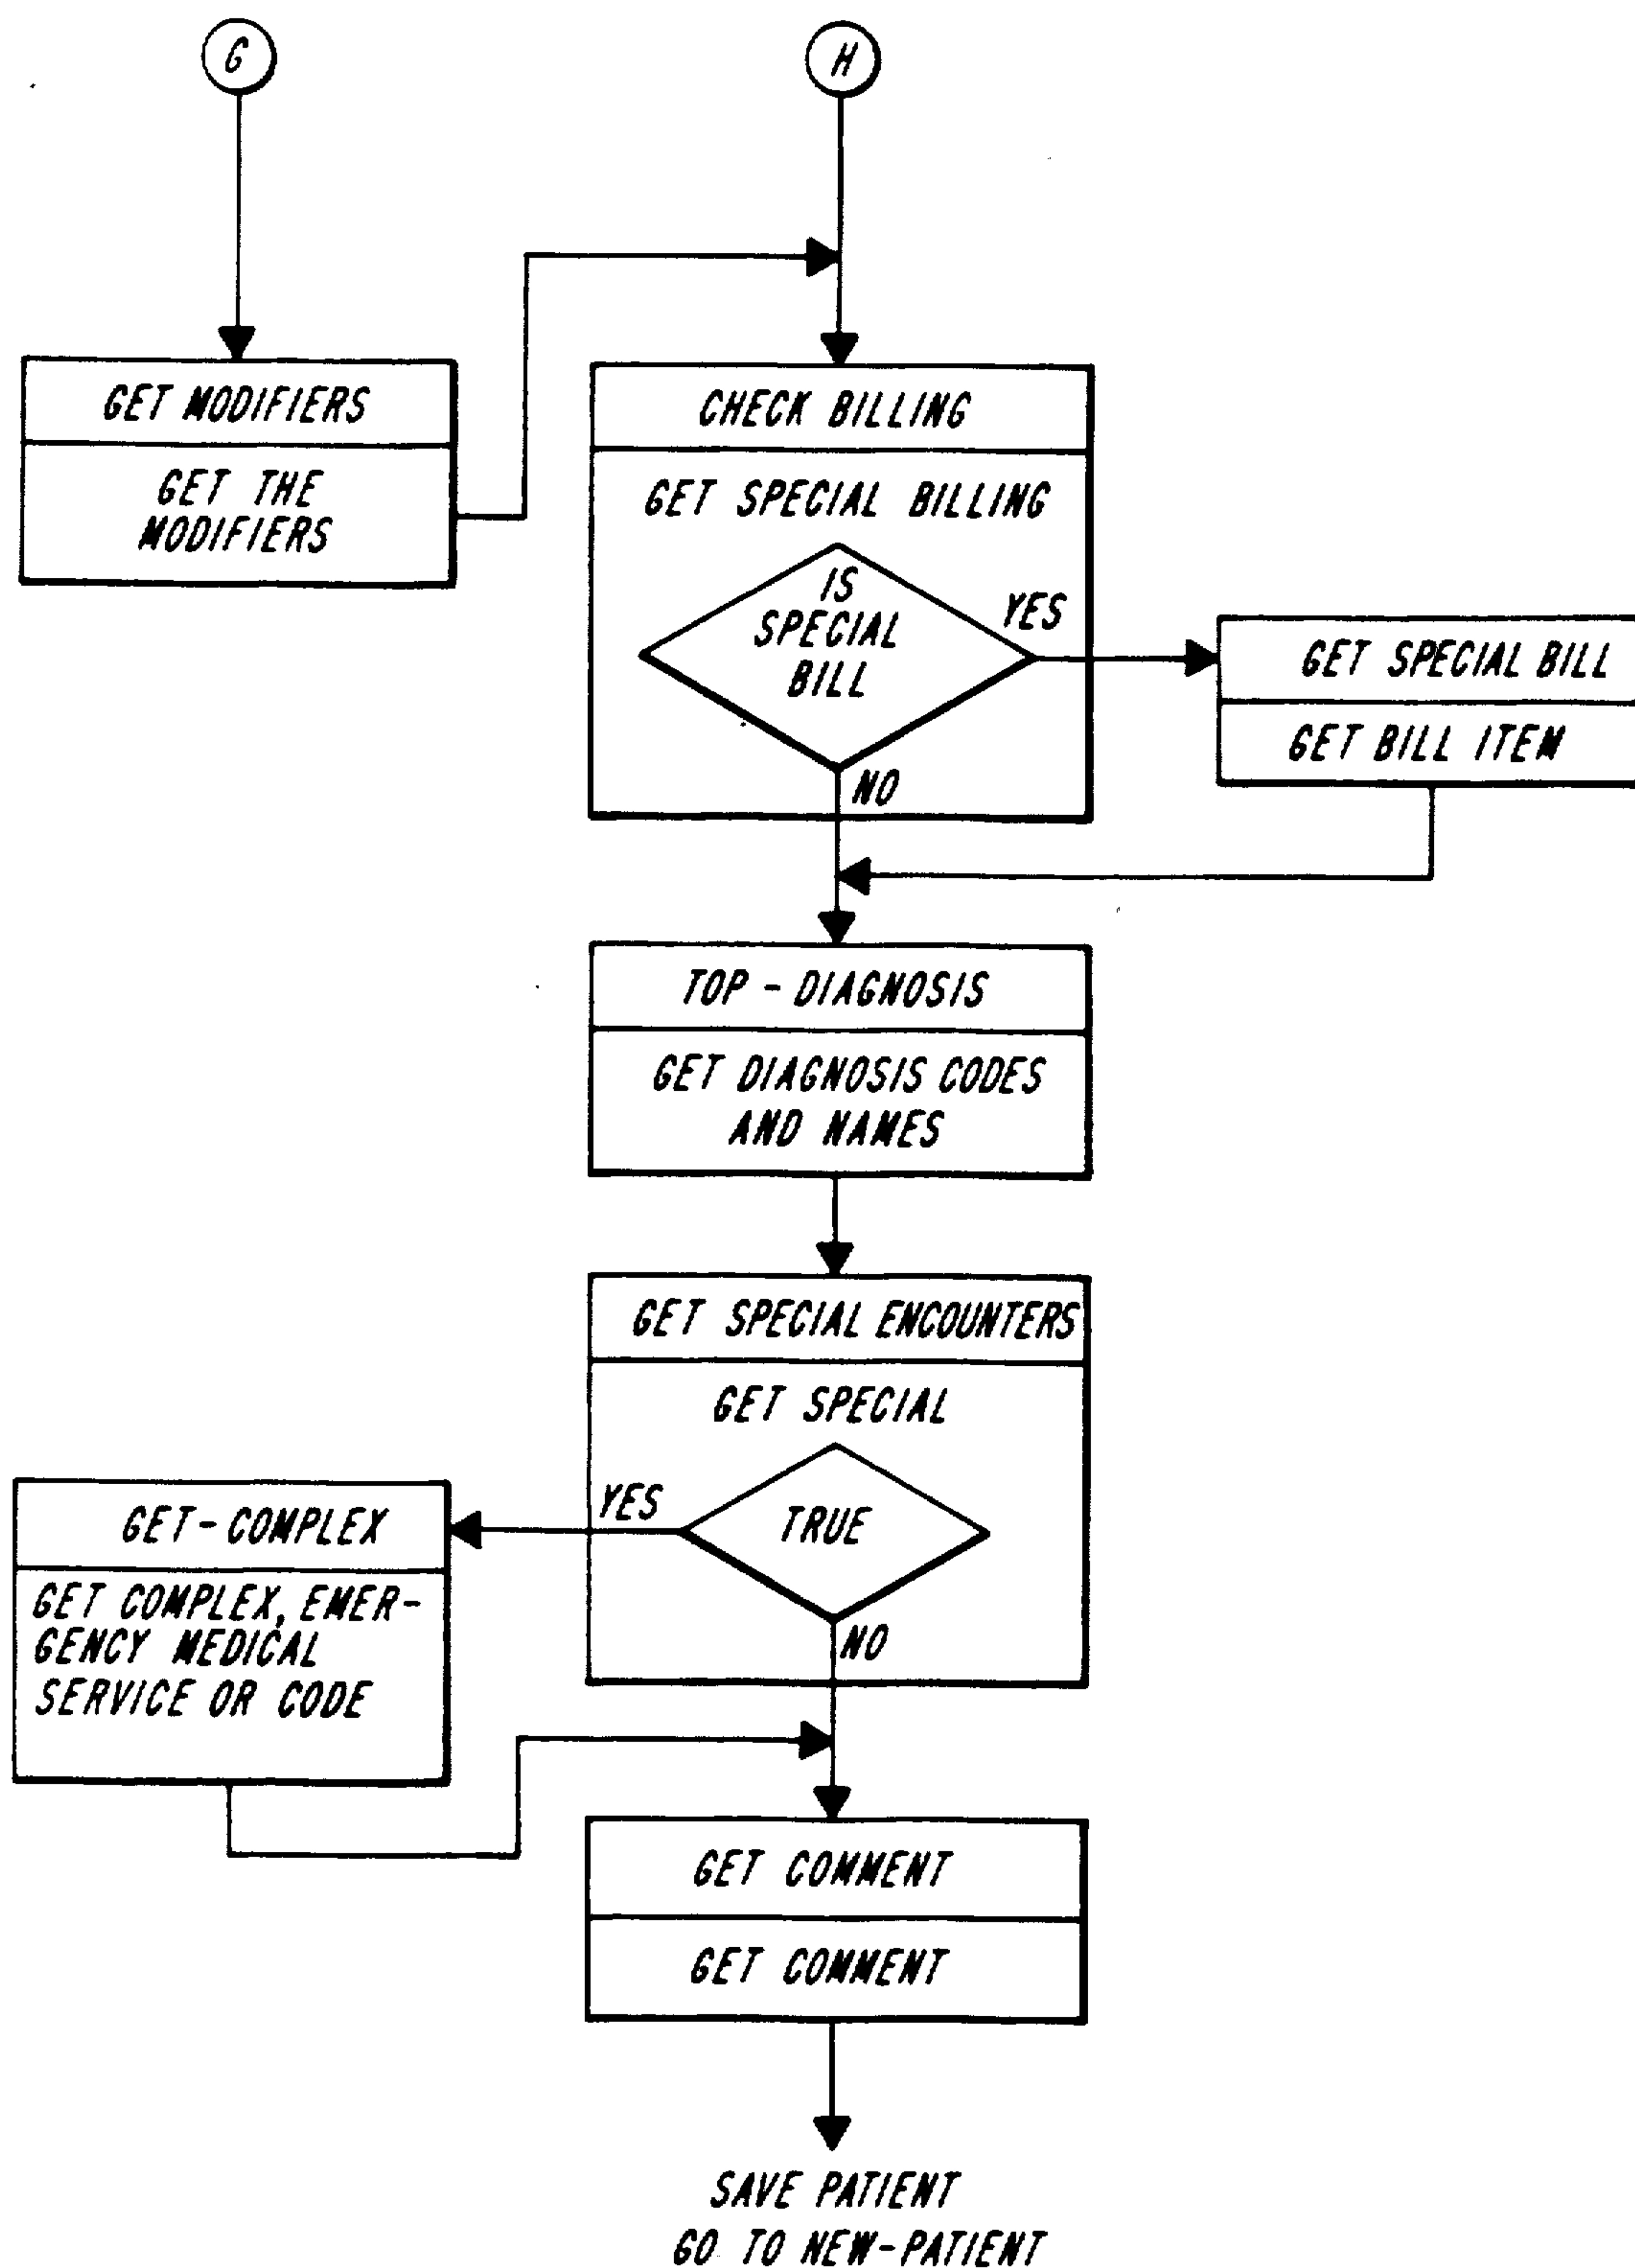 G
H
GET MODIFIERS
GET THE
MODIFIERS
CHECK BILLING
GET SPECIAL BILLING
IS
SPECIAL
BILL
YES
NO
GET SPECIAL BILL
GET BILL ITEM
TOP - DIAGNOSIS
GET DIAGNOSIS CODES
AND NAMES
GET SPECIAL ENCOUNTERS
GET SPECIAL
TRUE
YES
NO
GET-COMPLEX
GET COMPLEX, EMER-
GENCY MEDICAL
SERVICE OR CODE
GET COMMENT
GET COMMENT
SAVE PATIENT
GO TO NEW-PATIENT